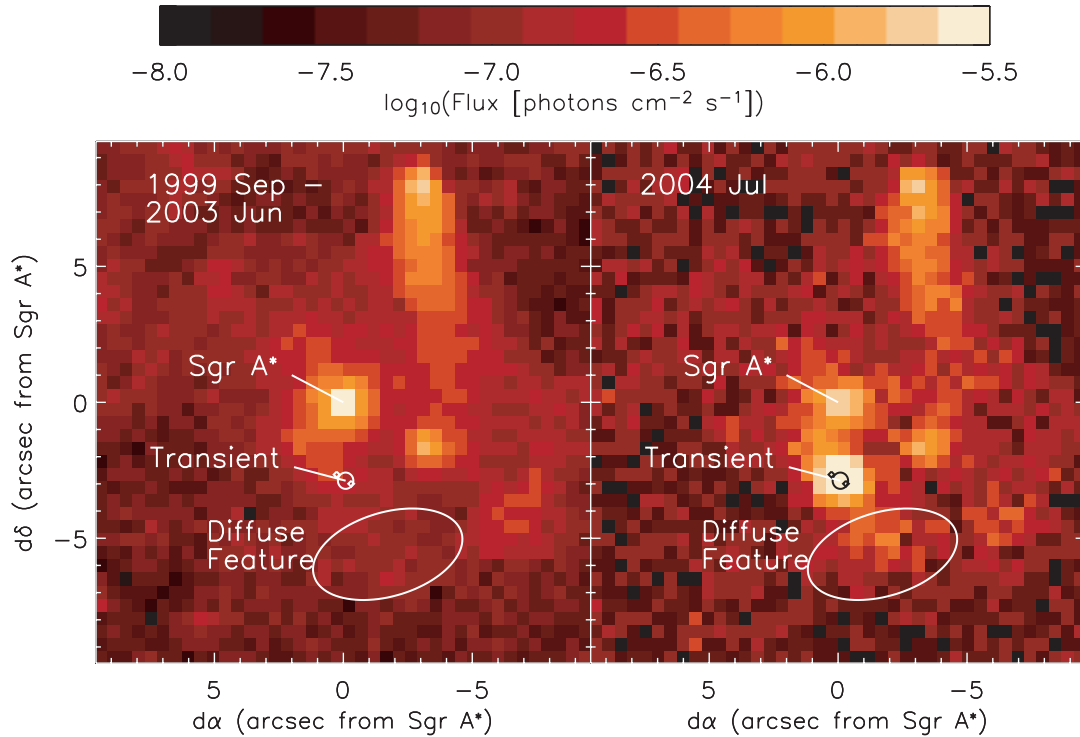 −8.0 −7.5 −7.0 −6.5 −6.0 −5.5
log₁₀(Flux [photons cm⁻² s⁻¹])
1999 Sep −
2003 Jun
Sgr A*
Transient
Diffuse
Feature
2004 Jul
Sgr A*
Transient
Diffuse
Feature
5
0
−5
dδ (arcsec from Sgr A*)
5 0 −5
dα (arcsec from Sgr A*)
5 0 −5
dα (arcsec from Sgr A*)